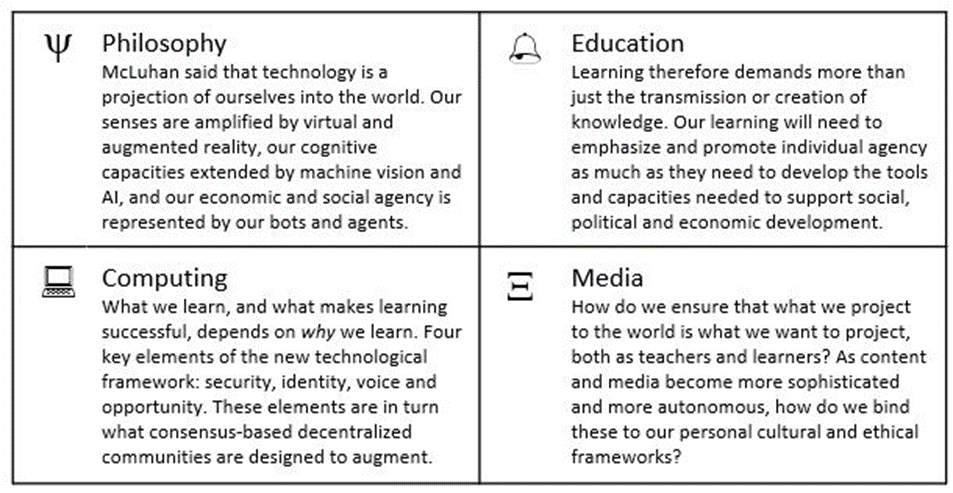 Ψ Philosophy
McLuhan said that technology is a
projection of ourselves into the world. Our
senses are amplified by virtual and
augmented reality, our cognitive
capacities extended by machine vision and
AI, and our economic and social agency is
represented by our bots and agents.
Education
Learning therefore demands more than
just the transmission or creation of
knowledge. Our learning will need to
emphasize and promote individual agency
as much as they need to develop the tools
and capacities needed to support social,
political and economic development.
Computing
What we learn, and what makes learning
successful, depends on why we learn. Four
key elements of the new technological
framework: security, identity, voice and
opportunity. These elements are in turn
what consensus-based decentralized
communities are designed to augment.
Ξ Media
How do we ensure that what we project
to the world is what we want to project,
both as teachers and learners? As content
and media become more sophisticated
and more autonomous, how do we bind
these to our personal cultural and ethical
frameworks?